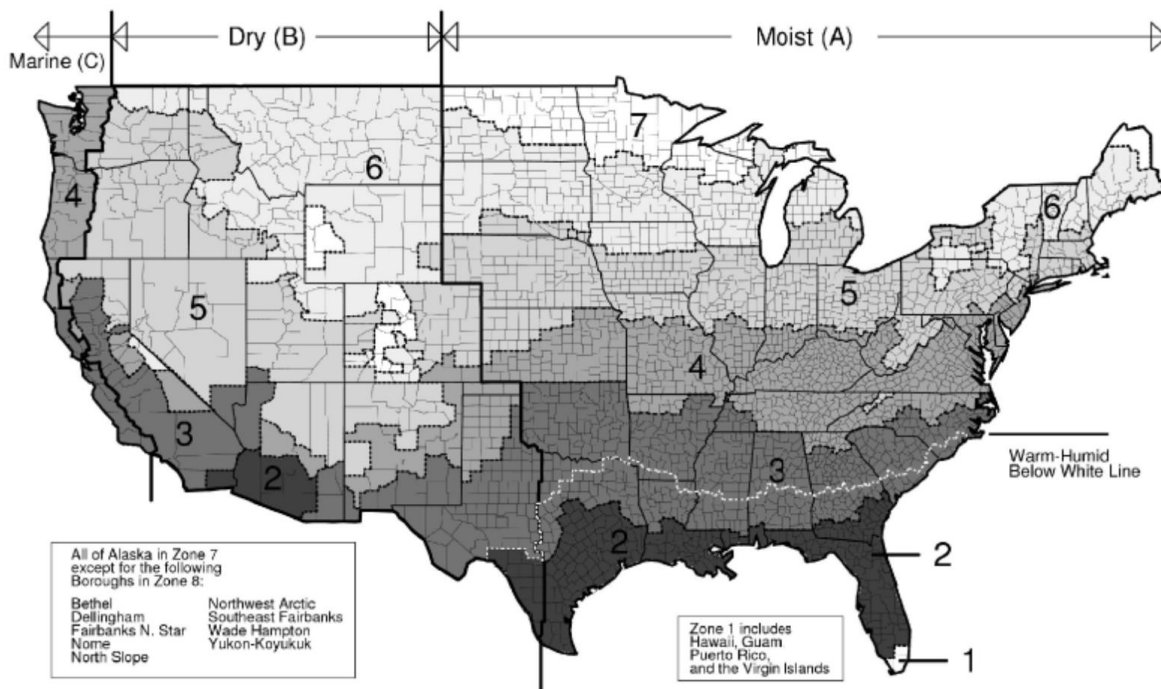 Marine (C)
Dry (B)
Moist (A)
7
6
4
6
5
5
4
3
3
2
2
Warm-Humid
Below White Line
2
1
All of Alaska in Zone 7
except for the following
Boroughs in Zone 8:
Bethel
Dellingham
Fairbanks N. Star
Nome
North Slope
Northwest Arctic
Southeast Fairbanks
Wade Hampton
Yukon-Koyukuk
Zone 1 includes
Hawaii, Guam
Puerto Rico,
and the Virgin Islands